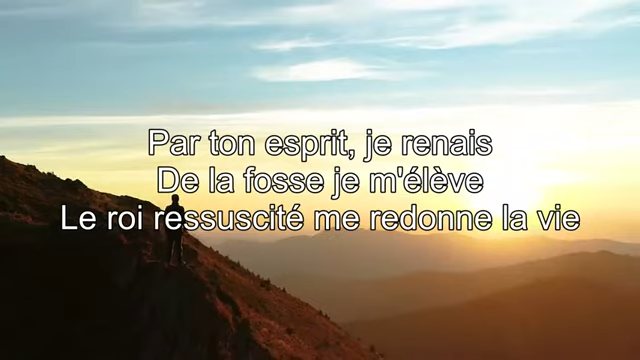 Par ton esprit, je renais
De la fosse je m'élève
Le roi ressuscité me redonne la vie